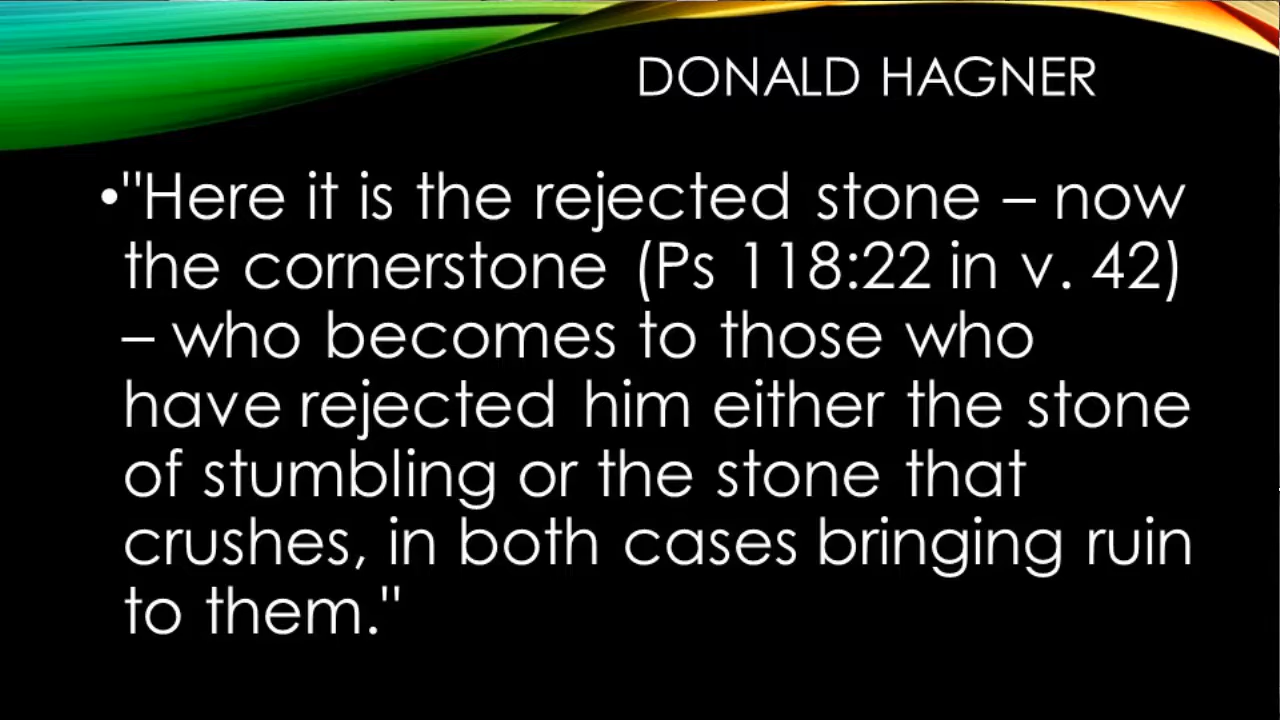 DONALD HAGNER
•"Here it is the rejected stone – now
the cornerstone (Ps 118:22 in v. 42)
– who becomes to those who
have rejected him either the stone
of stumbling or the stone that
crushes, in both cases bringing ruin
to them."